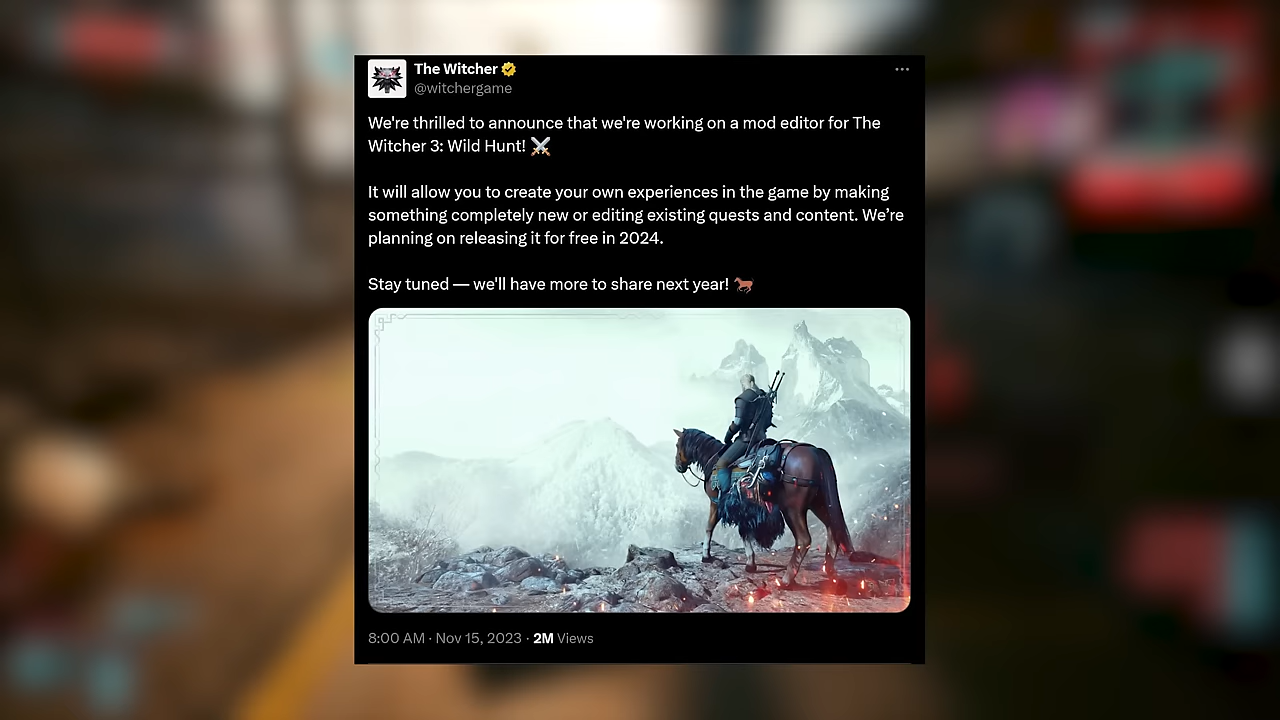 The Witcher
@witchergame
We're thrilled to announce that we're working on a mod editor for The
Witcher 3: Wild Hunt! ⚔️
It will allow you to create your own experiences in the game by making
something completely new or editing existing quests and content. We’re
planning on releasing it for free in 2024.
Stay tuned — we'll have more to share next year! 🐎
8:00 AM · Nov 15, 2023 · 2M Views